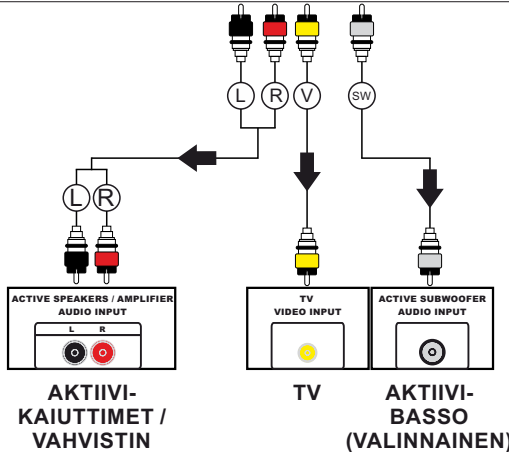 L R V SW
L R
ACTIVE SPEAKERS / AMPLIFIER
AUDIO INPUT
L R
TV
VIDEO INPUT
ACTIVE SUBWOOFER
AUDIO INPUT
AKTIIVI-
KAIUTTIMET /
VAHVISTIN
TV
AKTIIVI-
BASSO
(VALINNAINEN)